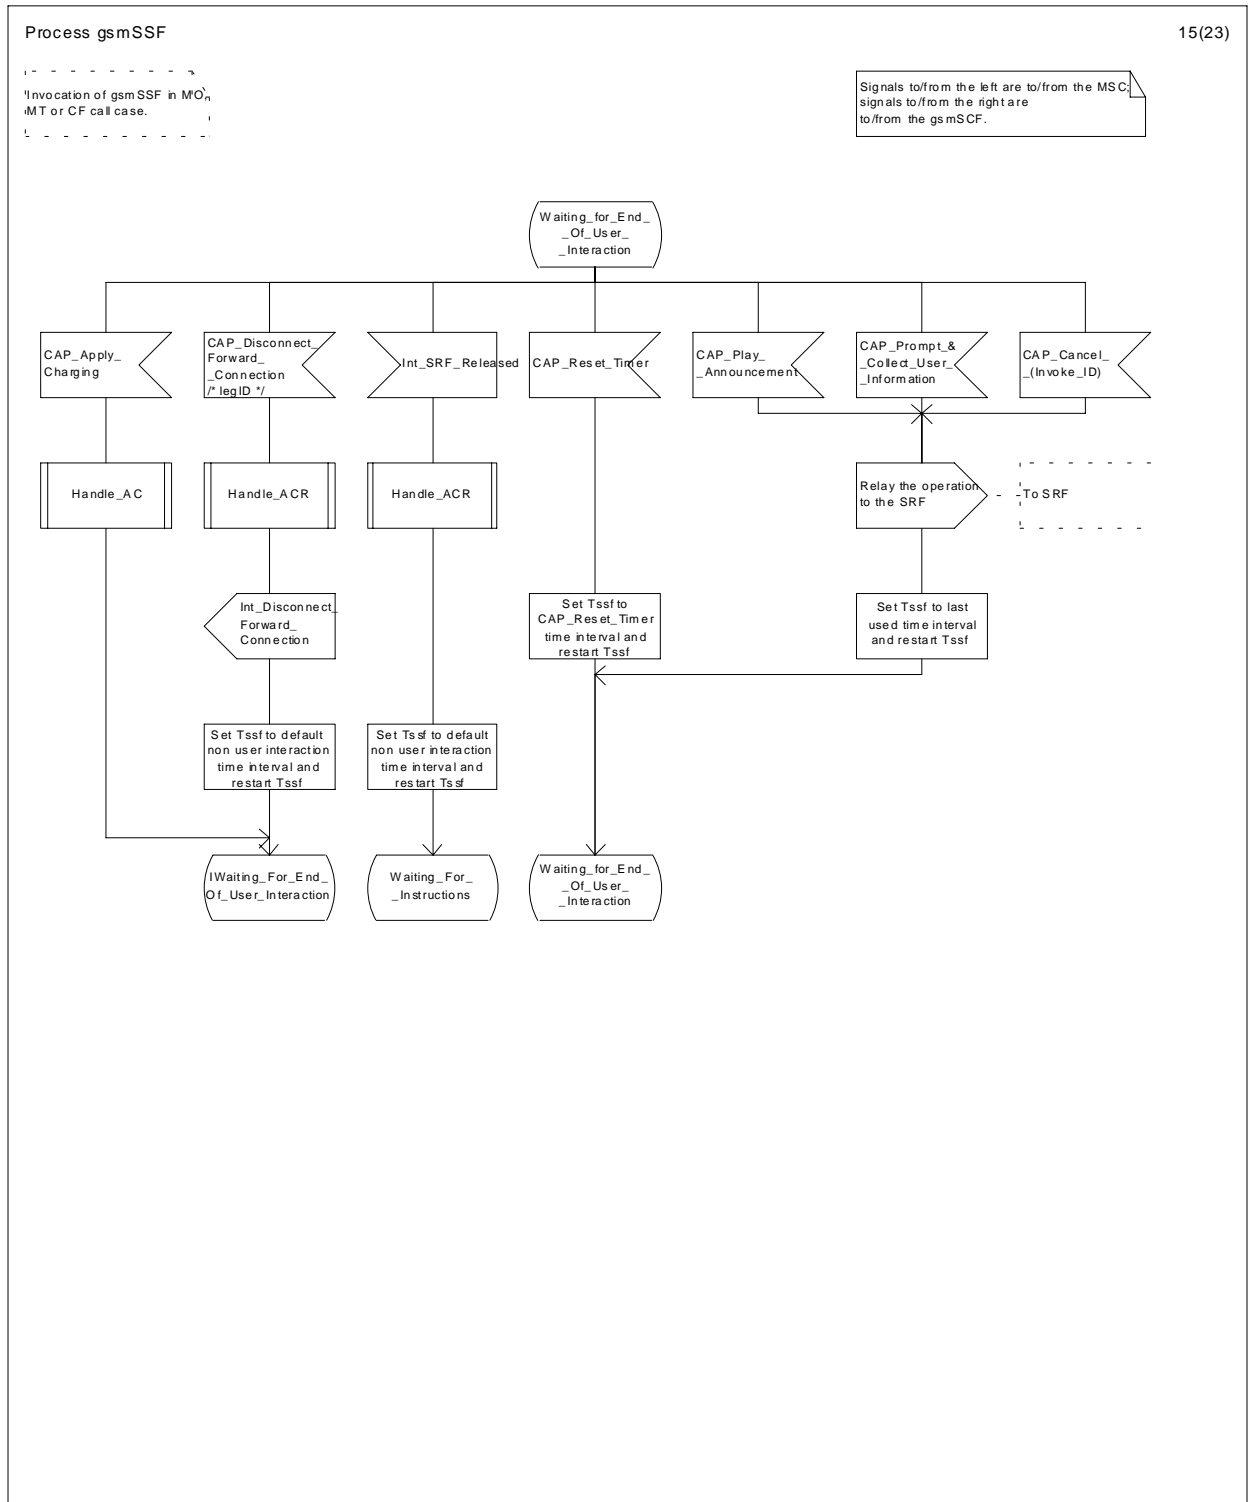 Process gsmSSF
15(23)
Invocation of gsmSSF in MO,
MT or CF call case.
Signals to/from the left are to/from the MSC;
signals to/from the right are
to/from the gsmSCF.
Waiting_for_End_
_Of_User_
_Interaction
CAP_Apply_
Charging
CAP_Disconnect_
Forward_
_Connection
/* legID */
Int_SRF_Released
CAP_Reset_Timer
CAP_Play_
_Announcement
CAP_Prompt_&
_Collect_User_
_Information
CAP_Cancel_
_(Invoke_ID)
Handle_AC
Handle_ACR
Handle_ACR
Relay the operation
to the SRF
To SRF
Int_Disconnect_
Forward_
Connection
Set Tssf to
CAP_Reset_Timer
time interval and
restart Tssf
Set Tssf to last
used time interval
and restart Tssf
Set Tssf to default
non user interaction
time interval and
restart Tssf
Set Tssf to default
non user interaction
time interval and
restart Tssf
IWaiting_For_End_
Of_User_Interaction
Waiting_For_
_Instructions
Waiting_for_End_
_Of_User_
_Interaction